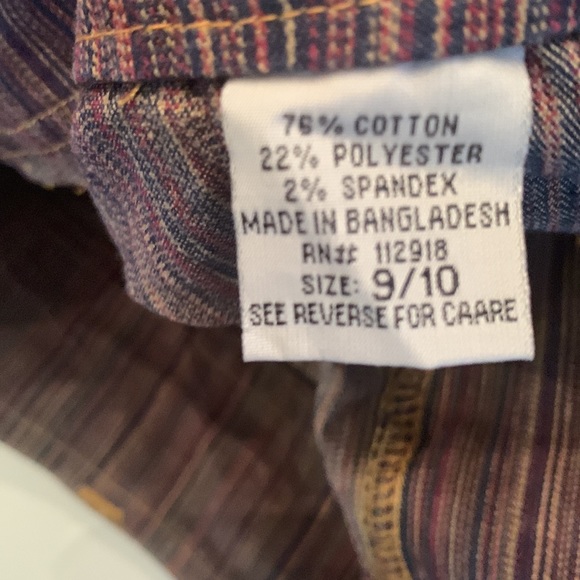 76% COTTON
22% POLYESTER
2% SPANDEX
MADE IN BANGLADESH
RN# 112918
SIZE: 9/10
SEE REVERSE FOR CAARE